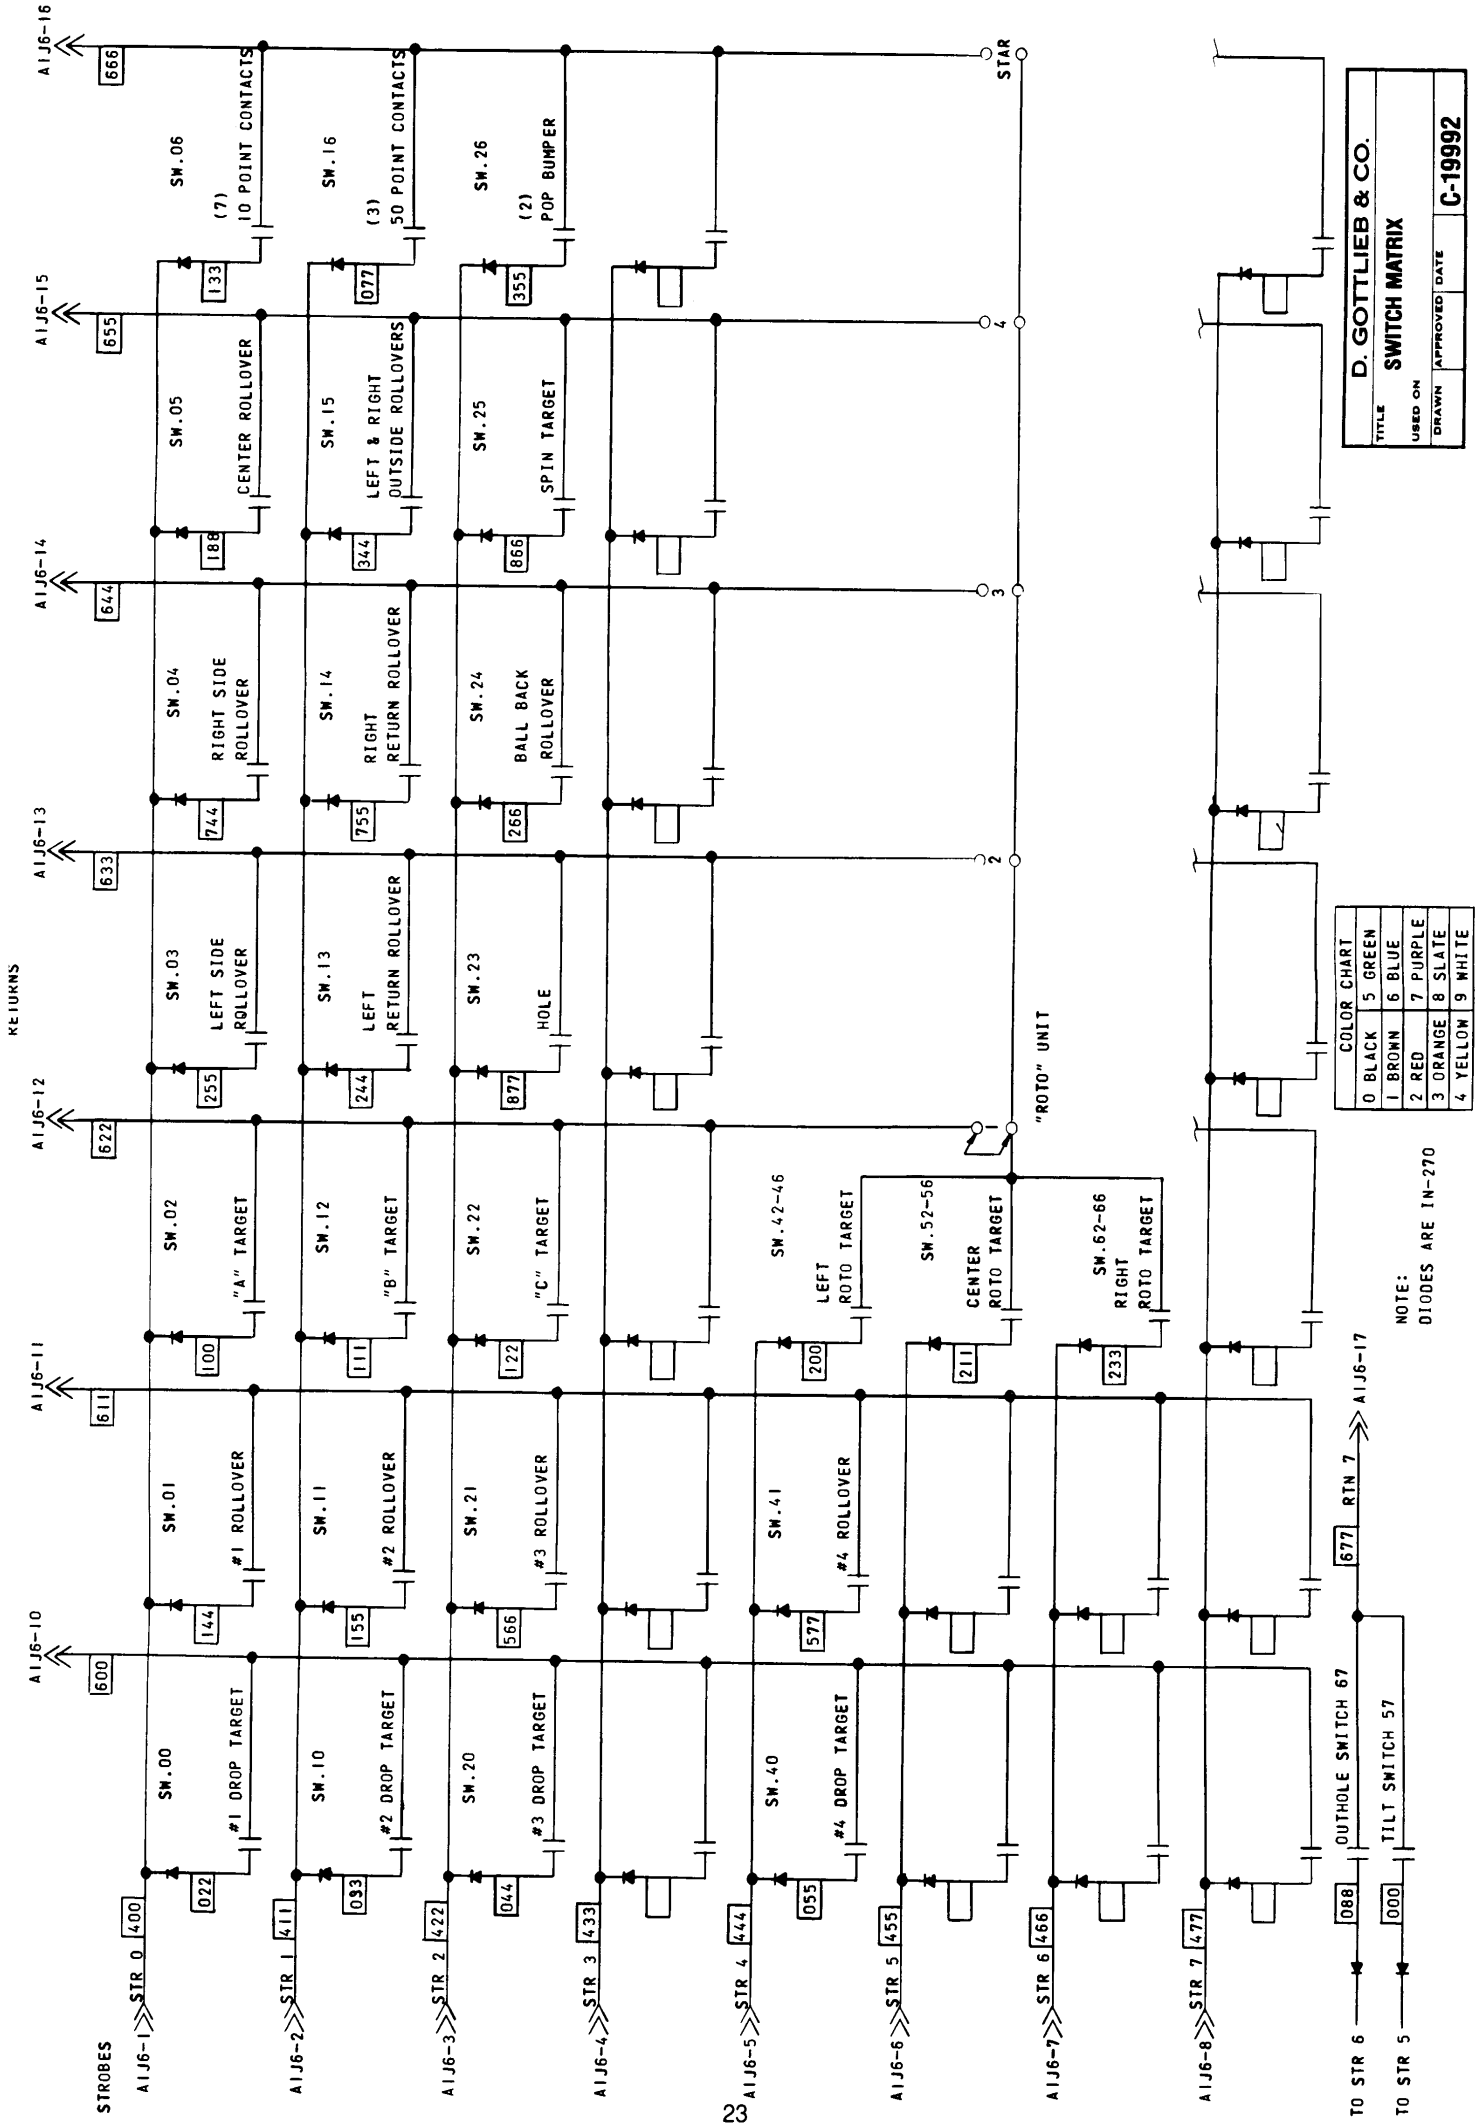 RETURNS
STROBES
A1J6-10
A1J6-11
A1J6-12
A1J6-13
A1J6-14
A1J6-15
A1J6-16
600
611
622
633
644
655
666
A1J6-1
STR 0
400
SW.00
022
#1 DROP TARGET
SW.01
144
#1 ROLLOVER
SW.02
100
"A" TARGET
SW.03
255
LEFT SIDE
ROLLOVER
SW.04
744
RIGHT SIDE
ROLLOVER
SW.05
188
CENTER ROLLOVER
SW.06
133
(7)
10 POINT CONTACTS
A1J6-2
STR 1
411
SW.10
033
#2 DROP TARGET
SW.11
155
#2 ROLLOVER
SW.12
111
"B" TARGET
SW.13
244
LEFT
RETURN ROLLOVER
SW.14
755
RIGHT
RETURN ROLLOVER
SW.15
344
LEFT & RIGHT
OUTSIDE ROLLOVERS
SW.16
077
(3)
50 POINT CONTACTS
A1J6-3
STR 2
422
SW.20
044
#3 DROP TARGET
SW.21
566
#3 ROLLOVER
SW.22
122
"C" TARGET
SW.23
877
HOLE
SW.24
266
BALL BACK
ROLLOVER
SW.25
866
SPIN TARGET
SW.26
355
(2)
POP BUMPER
A1J6-4
STR 3
433
A1J6-5
STR 4
444
SW.40
055
#4 DROP TARGET
SW.41
577
#4 ROLLOVER
SW.42-46
200
LEFT
ROTO TARGET
A1J6-6
STR 5
455
SW.52-56
211
CENTER
ROTO TARGET
2
3
4
STAR
"ROTO" UNIT
A1J6-7
STR 6
466
SW.62-66
233
RIGHT
ROTO TARGET
A1J6-8
STR 7
477
TO STR 6
088
OUTHOLE SWITCH 67
677
RTN 7
A1J6-17
TO STR 5
000
TILT SWITCH 57
NOTE:
DIODES ARE IN-270
COLOR CHART
0 BLACK 5 GREEN
1 BROWN 6 BLUE
2 RED 7 PURPLE
3 ORANGE 8 SLATE
4 YELLOW 9 WHITE
D. GOTTLIEB & CO.
TITLE
SWITCH MATRIX
USED ON
DRAWN APPROVED DATE C-19992
23